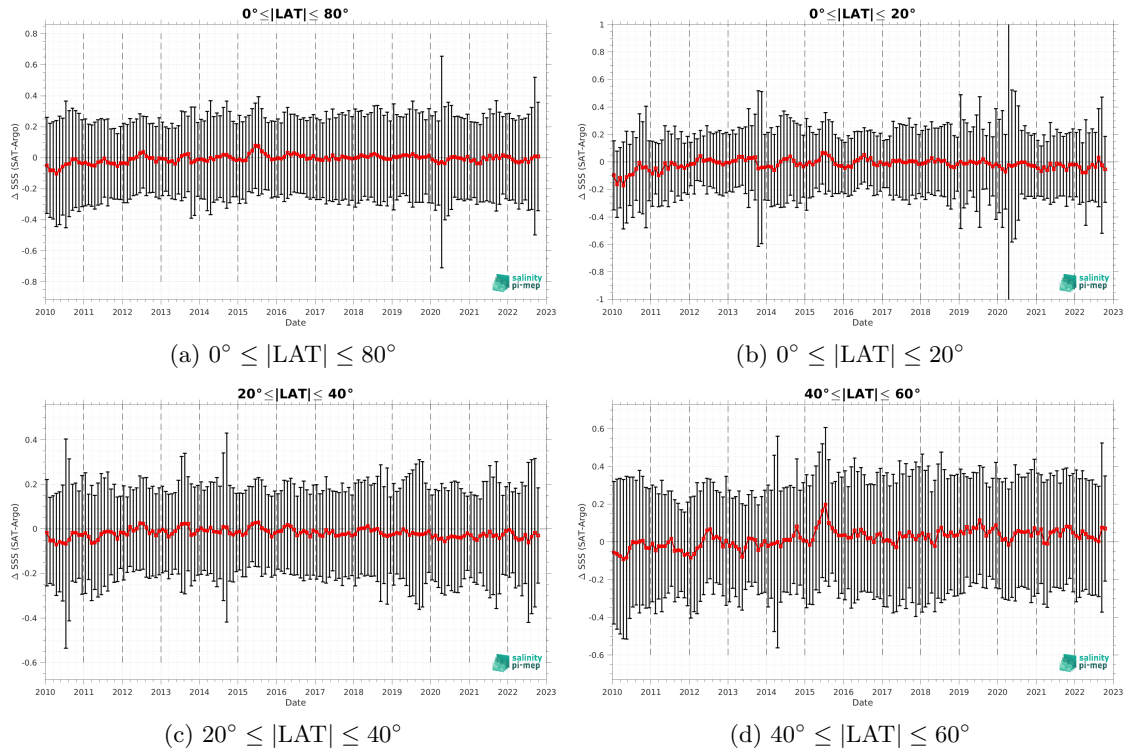 0°≤|LAT|≤ 80°
Δ SSS (SAT-Argo)
0.8
0.6
0.4
0.2
0
-0.2
-0.4
-0.6
-0.8
salinity
pi-mep
2010 2011 2012 2013 2014 2015 2016 2017 2018 2019 2020 2021 2022 2023
Date
(a) 0° ≤ |LAT| ≤ 80°
0°≤|LAT|≤ 20°
Δ SSS (SAT-Argo)
1
0.8
0.6
0.4
0.2
0
-0.2
-0.4
-0.6
-0.8
-1
salinity
pi-mep
2010 2011 2012 2013 2014 2015 2016 2017 2018 2019 2020 2021 2022 2023
Date
(b) 0° ≤ |LAT| ≤ 20°
20°≤|LAT|≤ 40°
Δ SSS (SAT-Argo)
0.4
0.2
0
-0.2
-0.4
-0.6
salinity
pi-mep
2010 2011 2012 2013 2014 2015 2016 2017 2018 2019 2020 2021 2022 2023
Date
(c) 20° ≤ |LAT| ≤ 40°
40°≤|LAT|≤ 60°
Δ SSS (SAT-Argo)
0.6
0.4
0.2
0
-0.2
-0.4
-0.6
salinity
pi-mep
2010 2011 2012 2013 2014 2015 2016 2017 2018 2019 2020 2021 2022 2023
Date
(d) 40° ≤ |LAT| ≤ 60°